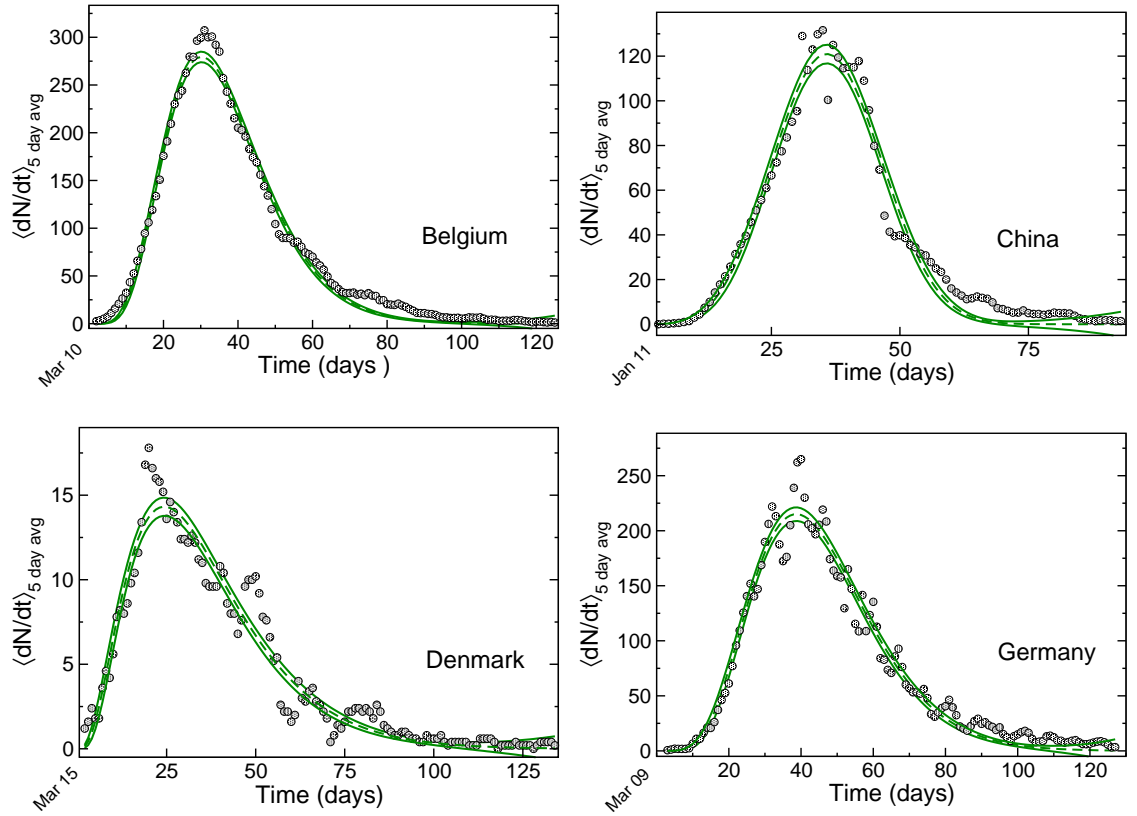 300
250
200
150
100
50
0
⟨dN/dt⟩5 day avg
Belgium
Mar 10
20 40 60 80 100 120
Time (days )
120
100
80
60
40
20
0
⟨dN/dt⟩5 day avg
China
Jan 11
25 50 75
Time (days)
15
10
5
0
⟨dN/dt⟩5 day avg
Denmark
Mar 15
25 50 75 100 125
Time (days)
250
200
150
100
50
0
⟨dN/dt⟩5 day avg
Germany
Mar 09
20 40 60 80 100 120
Time (days)